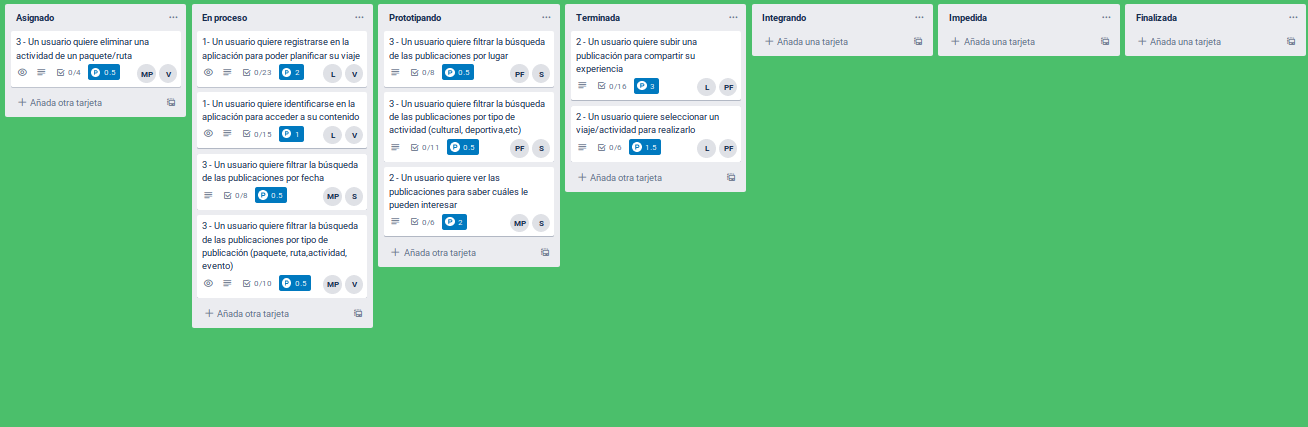 Asignado
3 - Un usuario quiere eliminar una
actividad de un paquete/ruta
0/4 P 0.5 MP V
Añada otra tarjeta
En proceso
1- Un usuario quiere registrarse en la
aplicación para poder planificar su viaje
0/23 P 2 L V
1- Un usuario quiere identificarse en la
aplicación para acceder a su contenido
0/15 P 1 L V
3 - Un usuario quiere filtrar la búsqueda
de las publicaciones por fecha
0/8 P 0.5 MP S
3 - Un usuario quiere filtrar la búsqueda
de las publicaciones por tipo de
publicación (paquete, ruta,actividad,
evento)
0/10 P 0.5 MP V
Añada otra tarjeta
Prototipando
3 - Un usuario quiere filtrar la búsqueda
de las publicaciones por lugar
0/8 P 0.5 PF S
3 - Un usuario quiere filtrar la búsqueda
de las publicaciones por tipo de
actividad (cultural, deportiva,etc)
0/11 P 0.5 PF S
2 - Un usuario quiere ver las
publicaciones para saber cuáles le
pueden interesar
0/6 P 2 MP S
Añada otra tarjeta
Terminada
2 - Un usuario quiere subir una
publicación para compartir su
experiencia
0/16 P 3 L PF
2 - Un usuario quiere seleccionar un
viaje/actividad para realizarlo
0/6 P 1.5 L PF
Añada otra tarjeta
Integrando
Añada una tarjeta
Impedida
Añada una tarjeta
Finalizada
Añada una tarjeta